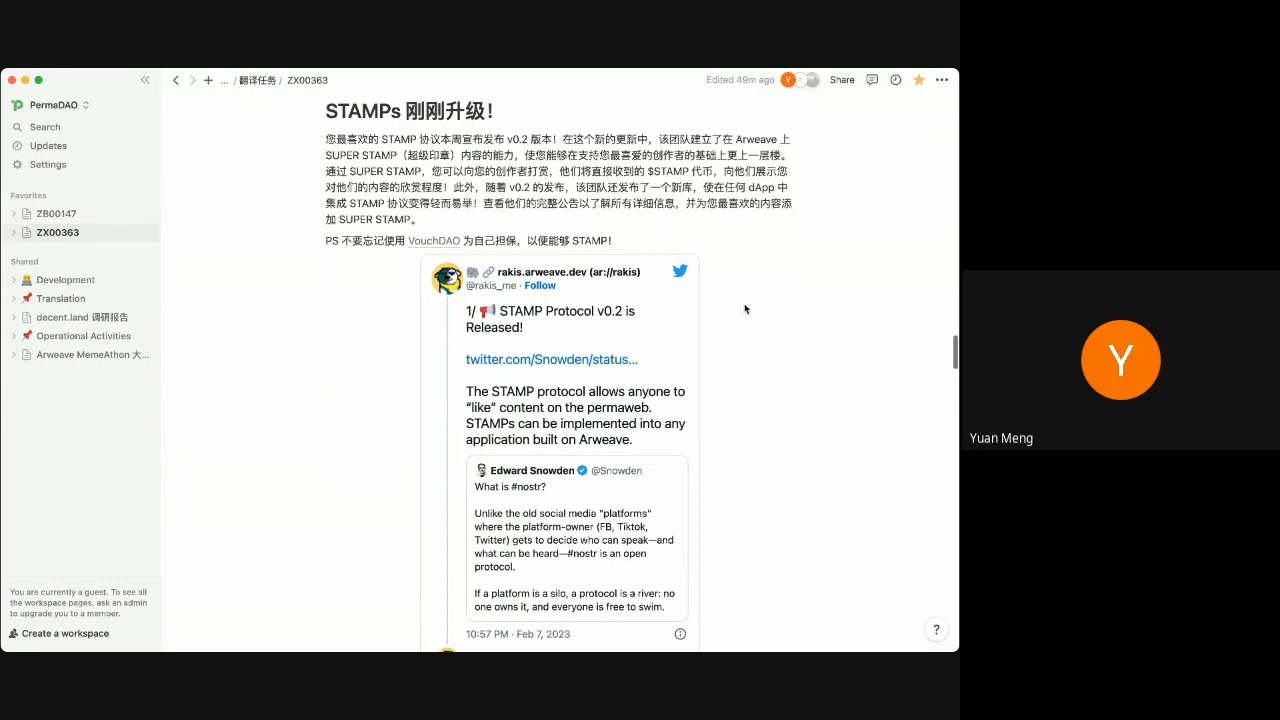 PermaDAO
Search
Updates
Settings
Favorites
ZB00147
ZX00363
Shared
Development
Translation
decent.land 调研报告
Operational Activities
Arweave MemeAthon 大...
You are currently a guest. To see all
the workspace pages, ask an admin
to upgrade you to a member.
Create a workspace
... / 翻译任务 / ZX00363
Edited 49m ago
Y
Share
STAMPs 刚刚升级！
您最喜欢的 STAMP 协议本周宣布发布 v0.2 版本！在这个新的更新中，该团队建立了在 Arweave 上
SUPER STAMP（超级印章）内容的能力，使您能够在支持您最喜爱的创作者的基础上更上一层楼。
通过 SUPER STAMP，您可以向您的创作者打赏，他们将直接收到的 $STAMP 代币，向他们展示您
对他们的内容的欣赏程度！此外，随着 v0.2 的发布，该团队还发布了一个新库，使在任何 dApp 中
集成 STAMP 协议变得轻而易举！查看他们的完整公告以了解所有详细信息，并为您最喜欢的内容添
加 SUPER STAMP。
PS 不要忘记使用 VouchDAO 为自己担保，以便能够 STAMP！
rakis.arweave.dev (ar://rakis)
@rakis_me · Follow
1/ 📢 STAMP Protocol v0.2 is
Released!
twitter.com/Snowden/status...
The STAMP protocol allows anyone to
“like” content on the permaweb.
STAMPs can be implemented into any
application built on Arweave.
Edward Snowden @Snowden
What is #nostr?
Unlike the old social media "platforms"
where the platform-owner (FB, Tiktok,
Twitter) gets to decide who can speak—and
what can be heard—#nostr is an open
protocol.
If a platform is a silo, a protocol is a river: no
one owns it, and everyone is free to swim.
10:57 PM · Feb 7, 2023
?
Y
Yuan Meng